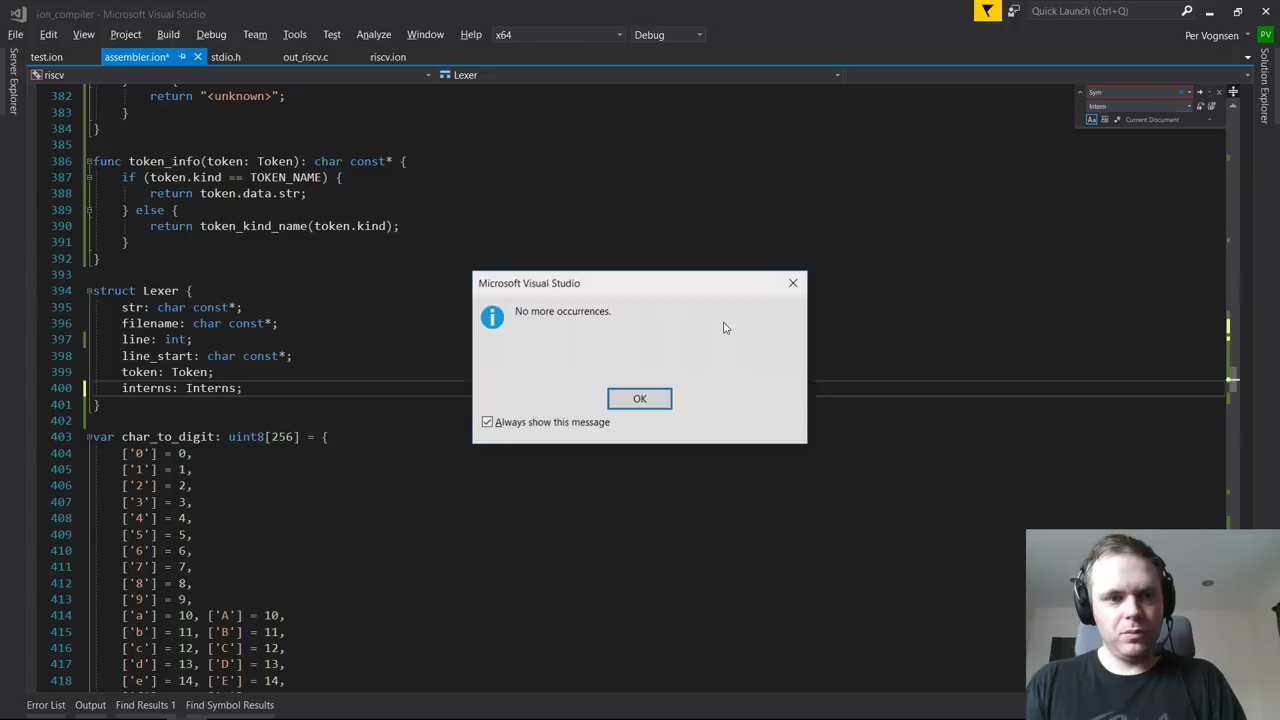 ion_compiler - Microsoft Visual Studio
Quick Launch (Ctrl+Q)
File Edit View Project Build Debug Team Tools Test Analyze Window Help x64 Debug
Per Vognsen PV
test.ion assembler.ion* stdio.h out_riscv.c riscv.ion
riscv Lexer
Server Explorer
Solution Explorer
Sym
Intern
Aa Current Document
382 return "<unknown>";
383 }
384 }
385
386 func token_info(token: Token): char const* {
387 if (token.kind == TOKEN_NAME) {
388 return token.data.str;
389 } else {
390 return token_kind_name(token.kind);
391 }
392 }
393
394 struct Lexer {
395 str: char const*;
396 filename: char const*;
397 line: int;
398 line_start: char const*;
399 token: Token;
400 interns: Interns;
401 }
402
403 var char_to_digit: uint8[256] = {
404 ['0'] = 0,
405 ['1'] = 1,
406 ['2'] = 2,
407 ['3'] = 3,
408 ['4'] = 4,
409 ['5'] = 5,
410 ['6'] = 6,
411 ['7'] = 7,
412 ['8'] = 8,
413 ['9'] = 9,
414 ['a'] = 10, ['A'] = 10,
415 ['b'] = 11, ['B'] = 11,
416 ['c'] = 12, ['C'] = 12,
417 ['d'] = 13, ['D'] = 13,
418 ['e'] = 14, ['E'] = 14,
Microsoft Visual Studio
No more occurrences.
OK
Always show this message
Error List Output Find Results 1 Find Symbol Results